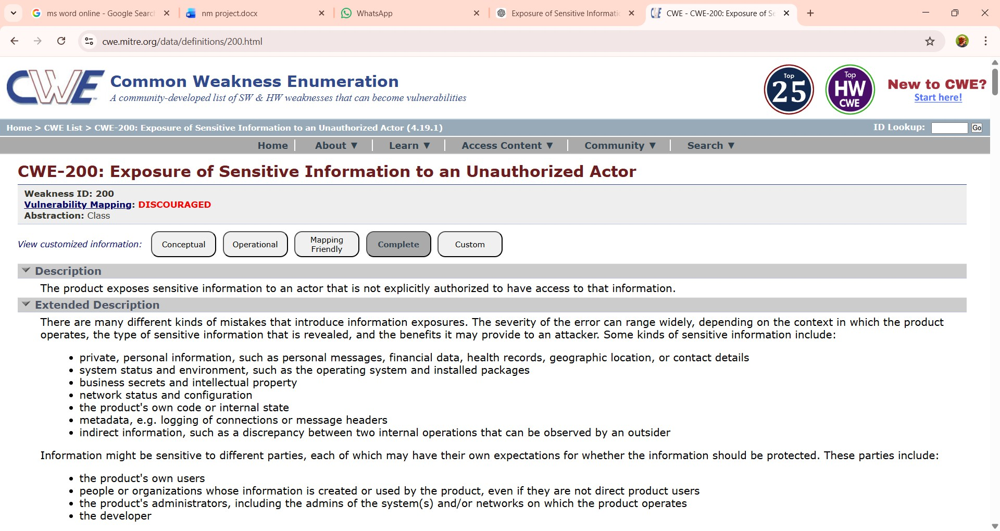 ms word online - Google Search
nm project.docx
WhatsApp
Exposure of Sensitive Informatic
CWE - CWE-200: Exposure of Se
cwe.mitre.org/data/definitions/200.html
CWE
Common Weakness Enumeration
A community-developed list of SW & HW weaknesses that can become vulnerabilities
Top
25
Top
HW
CWE
New to CWE?
Start here!
Home > CWE List > CWE-200: Exposure of Sensitive Information to an Unauthorized Actor (4.19.1)
ID Lookup:
Go
Home
About ▼
Learn ▼
Access Content ▼
Community ▼
Search ▼
CWE-200: Exposure of Sensitive Information to an Unauthorized Actor
Weakness ID: 200
Vulnerability Mapping: DISCOURAGED
Abstraction: Class
View customized information:
Conceptual
Operational
Mapping
Friendly
Complete
Custom
Description
The product exposes sensitive information to an actor that is not explicitly authorized to have access to that information.
Extended Description
There are many different kinds of mistakes that introduce information exposures. The severity of the error can range widely, depending on the context in which the product
operates, the type of sensitive information that is revealed, and the benefits it may provide to an attacker. Some kinds of sensitive information include:
• private, personal information, such as personal messages, financial data, health records, geographic location, or contact details
• system status and environment, such as the operating system and installed packages
• business secrets and intellectual property
• network status and configuration
• the product's own code or internal state
• metadata, e.g. logging of connections or message headers
• indirect information, such as a discrepancy between two internal operations that can be observed by an outsider
Information might be sensitive to different parties, each of which may have their own expectations for whether the information should be protected. These parties include:
• the product's own users
• people or organizations whose information is created or used by the product, even if they are not direct product users
• the product's administrators, including the admins of the system(s) and/or networks on which the product operates
• the developer